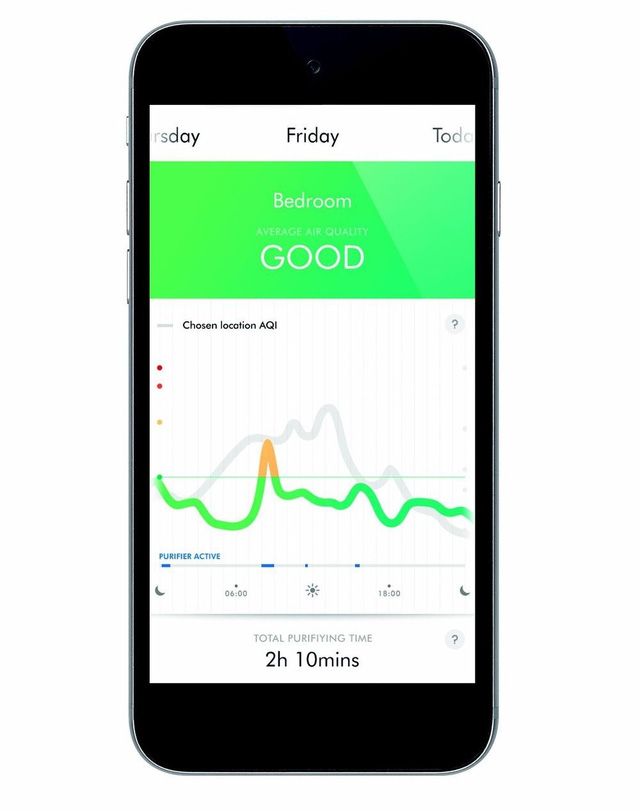 rsday Friday Toda
Bedroom
AVERAGE AIR QUALITY
GOOD
Chosen location AQI ?
PURIFIER ACTIVE
06:00 18:00
TOTAL PURIFIYING TIME ?
2h 10mins